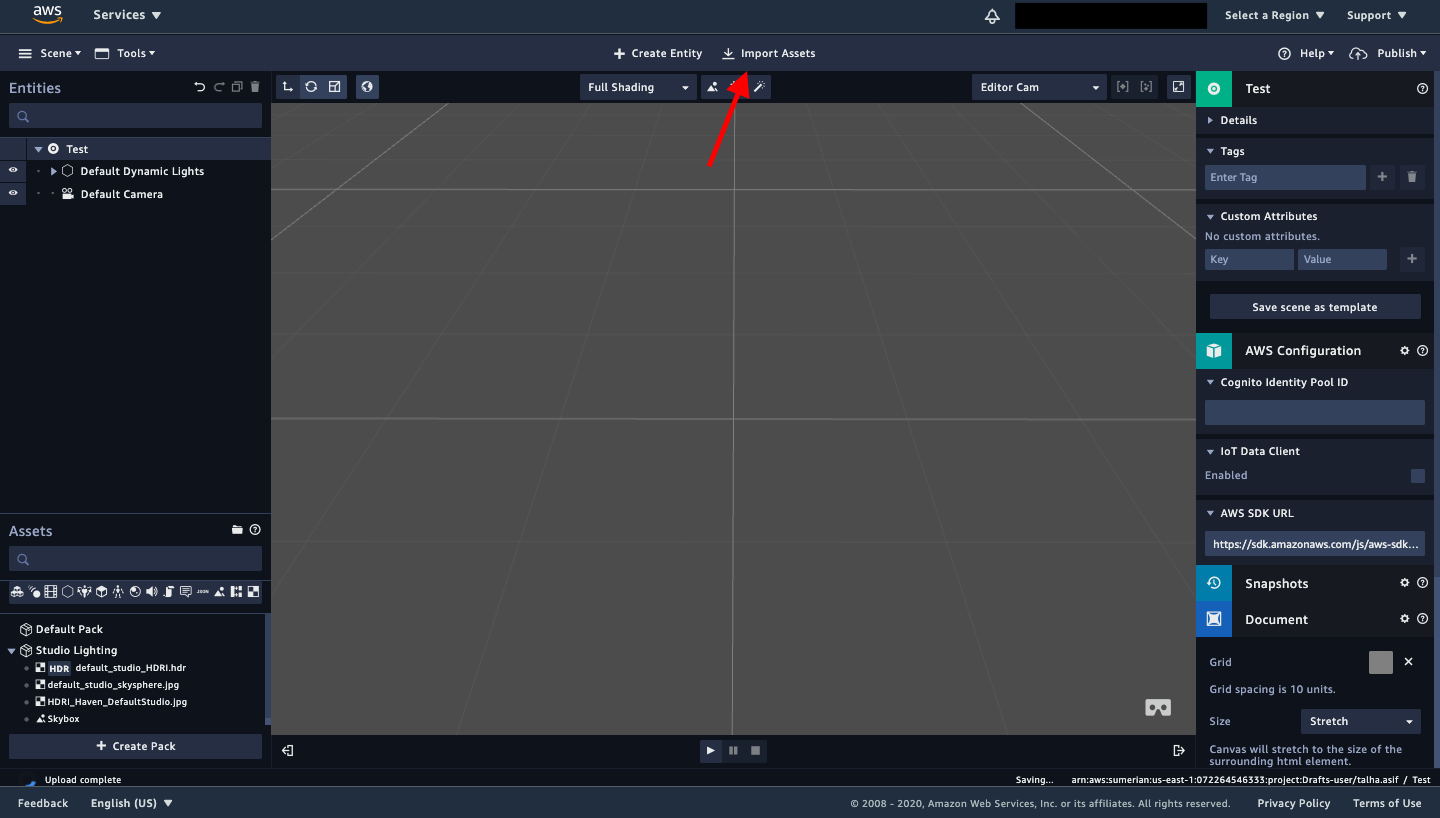 aws
Services
Select a Region
Support
Scene
Tools
Create Entity
Import Assets
Help
Publish
Entities
Full Shading
Editor Cam
Test
Test
Default Dynamic Lights
Default Camera
Details
Tags
Enter Tag
Custom Attributes
No custom attributes.
Key
Value
Save scene as template
AWS Configuration
Cognito Identity Pool ID
IoT Data Client
Enabled
AWS SDK URL
https://sdk.amazonaws.com/js/aws-sdk...
Snapshots
Document
Grid
Grid spacing is 10 units.
Size
Stretch
Canvas will stretch to the size of the
surrounding html element.
Assets
JSON
Default Pack
Studio Lighting
HDR default_studio_HDRI.hdr
default_studio_skysphere.jpg
HDRI_Haven_DefaultStudio.jpg
Skybox
Create Pack
Upload complete
Saving...
arn:aws:sumerian:us-east-1:072264546333:project:Drafts-user/talha.asif / Test
Feedback
English (US)
© 2008 - 2020, Amazon Web Services, Inc. or its affiliates. All rights reserved.
Privacy Policy
Terms of Use